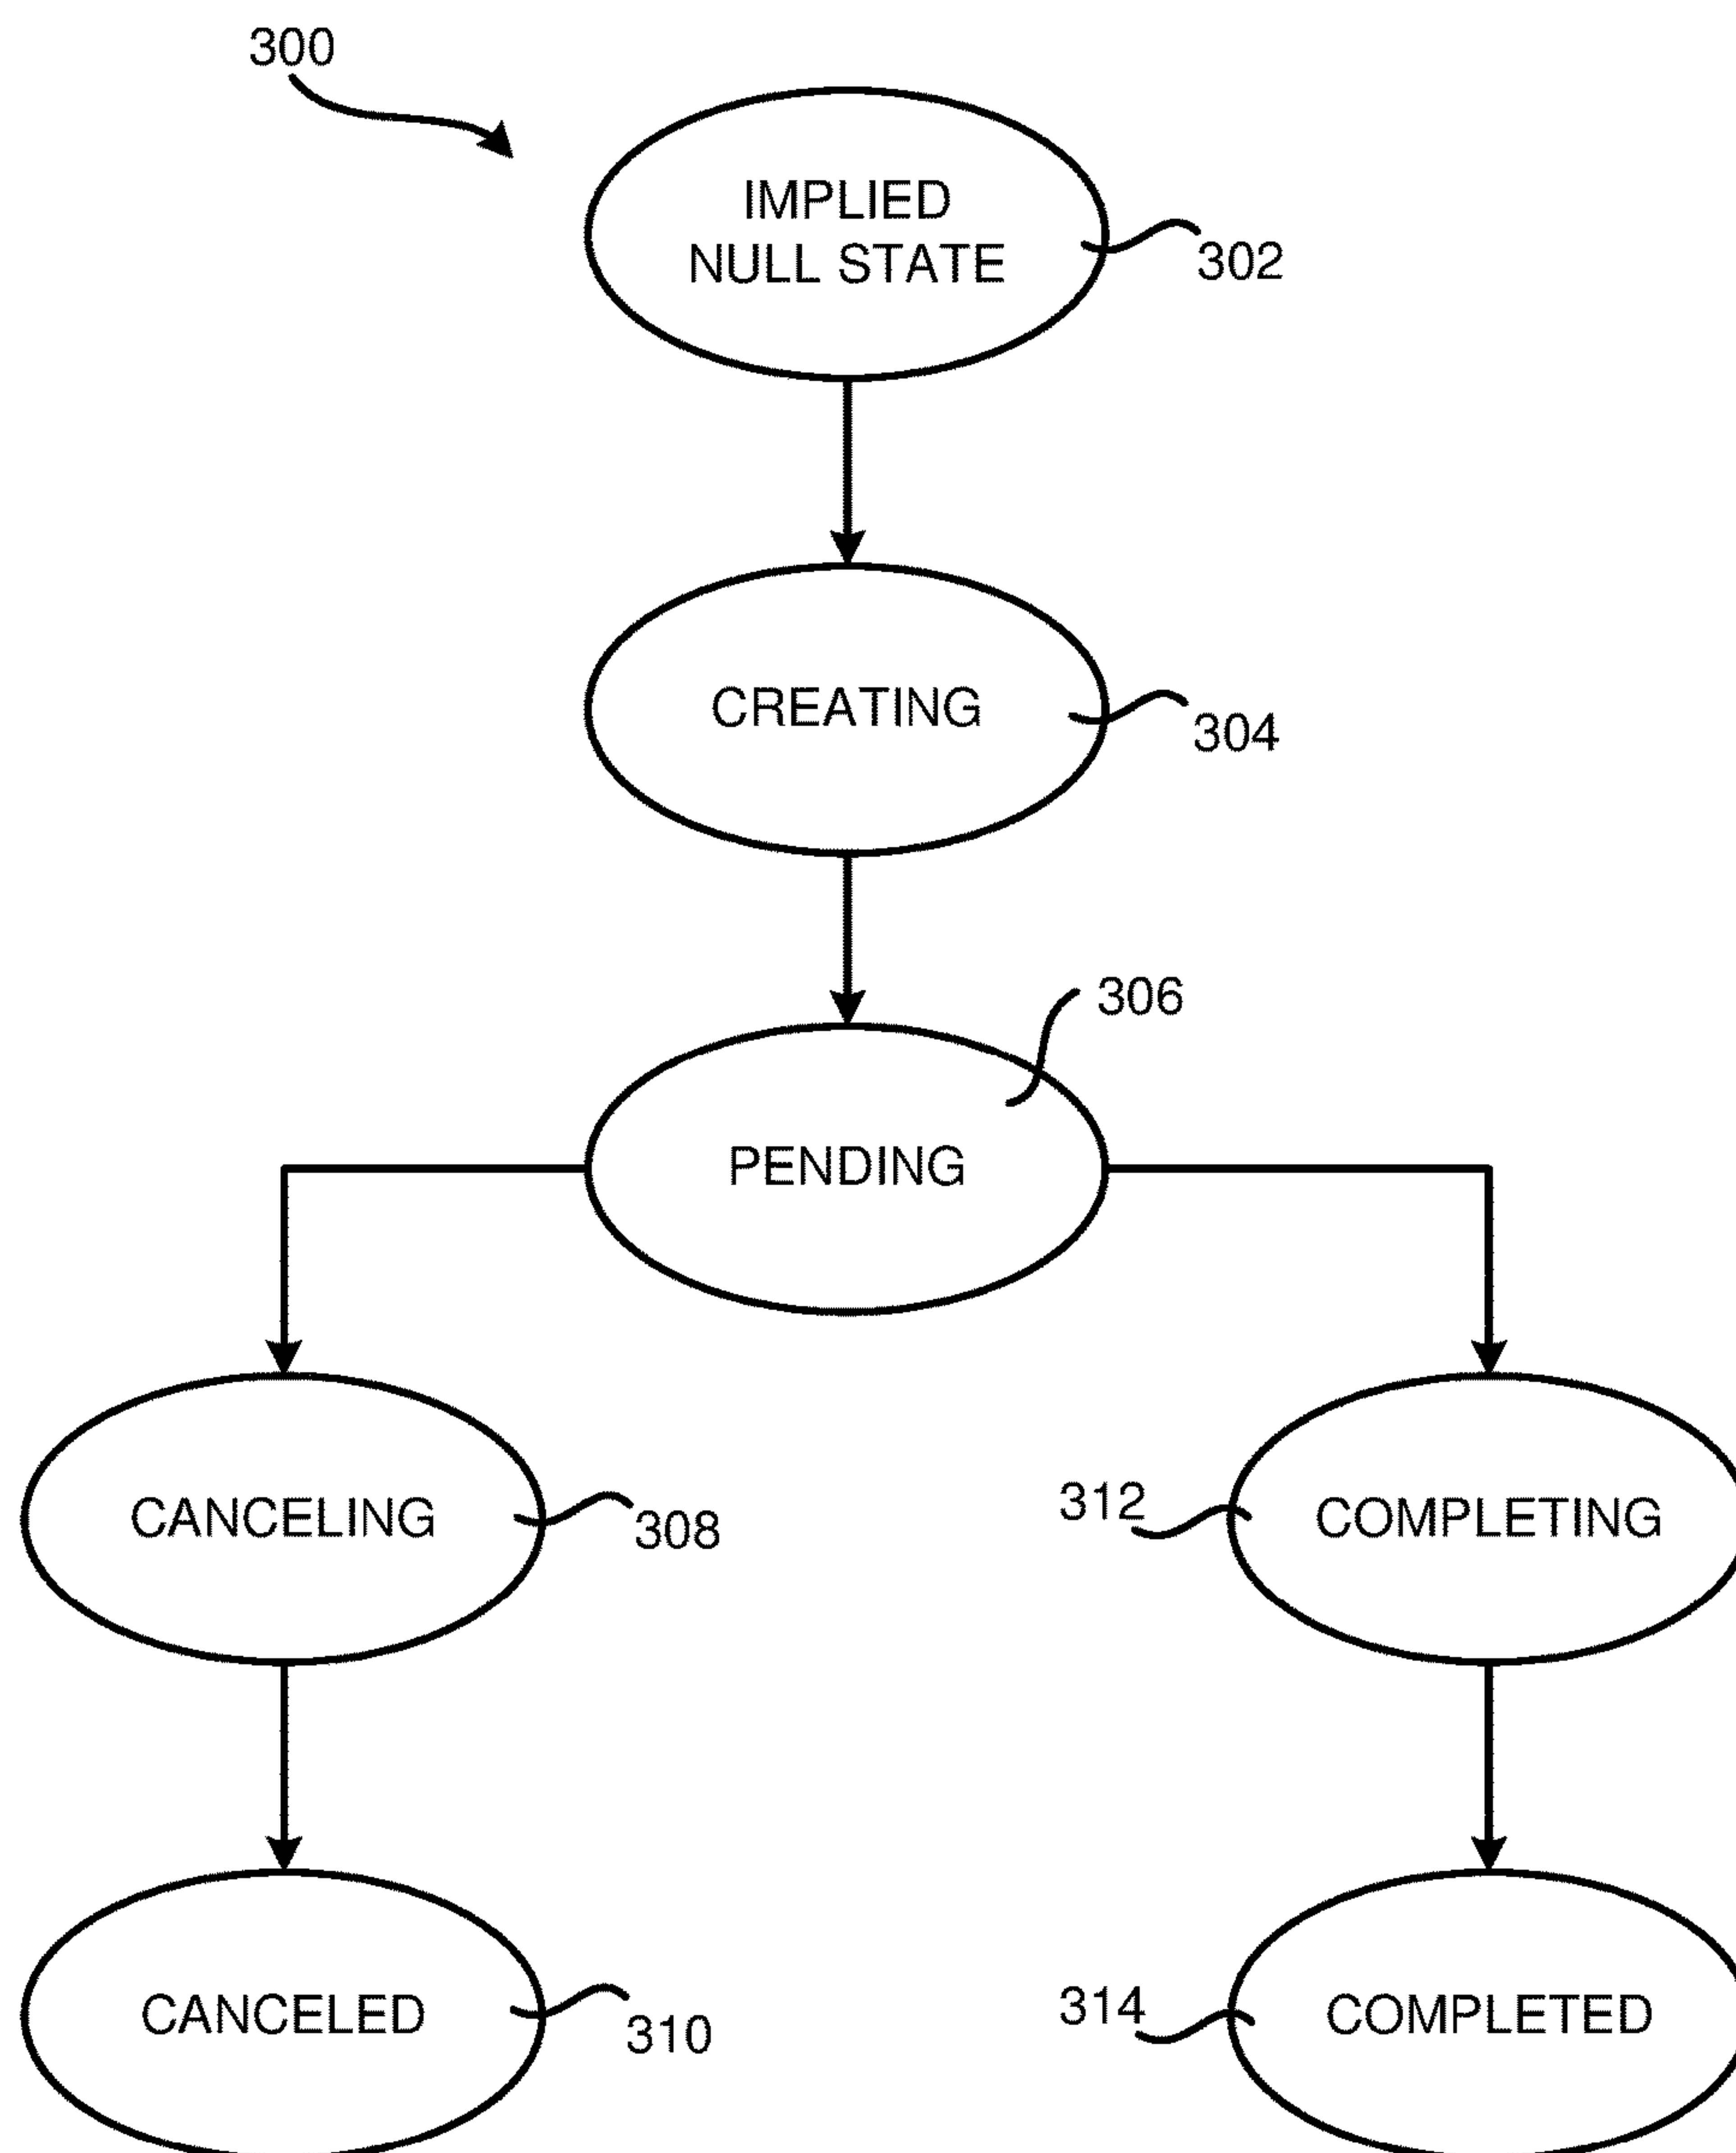 300
IMPLIED
NULL STATE
302
CREATING
304
306
PENDING
CANCELING
308
312
COMPLETING
CANCELED
310
314
COMPLETED